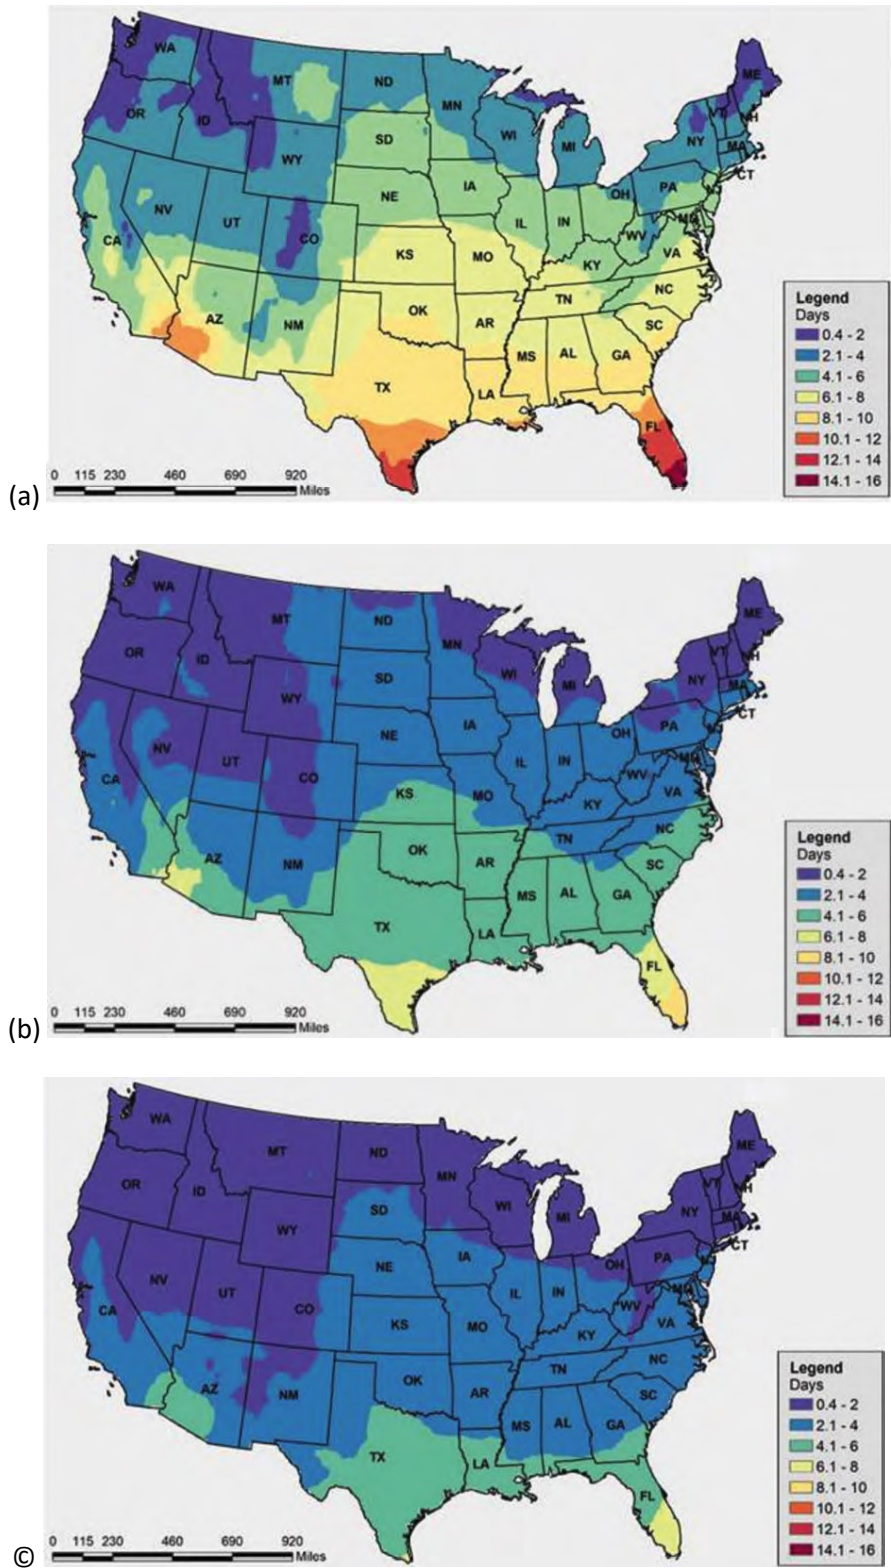 WA
MT
ND
MN
ME
OR
ID
SD
WI
MI
VT
NH
NY
MA
CT
WY
NE
IA
PA
NJ
NV
UT
CO
IL
IN
OH
MD
CA
KS
MO
WV
VA
KY
AZ
NM
OK
AR
TN
NC
SC
TX
LA
MS
AL
GA
FL
Legend
Days
0.4 - 2
2.1 - 4
4.1 - 6
6.1 - 8
8.1 - 10
10.1 - 12
12.1 - 14
14.1 - 16
(a)
0 115 230 460 690 920
Miles
WA
MT
ND
MN
ME
OR
ID
SD
WI
MI
VT
NH
NY
MA
CT
WY
NE
IA
PA
NJ
NV
UT
CO
IL
IN
OH
MD
CA
KS
MO
WV
VA
KY
AZ
NM
OK
AR
TN
NC
SC
TX
LA
MS
AL
GA
FL
Legend
Days
0.4 - 2
2.1 - 4
4.1 - 6
6.1 - 8
8.1 - 10
10.1 - 12
12.1 - 14
14.1 - 16
(b)
0 115 230 460 690 920
Miles
WA
MT
ND
MN
ME
OR
ID
SD
WI
MI
VT
NH
NY
MA
CT
WY
NE
IA
PA
NJ
NV
UT
CO
IL
IN
OH
MD
CA
KS
MO
WV
VA
KY
AZ
NM
OK
AR
TN
NC
SC
TX
LA
MS
AL
GA
FL
Legend
Days
0.4 - 2
2.1 - 4
4.1 - 6
6.1 - 8
8.1 - 10
10.1 - 12
12.1 - 14
14.1 - 16
©
0 115 230 460 690 920
Miles